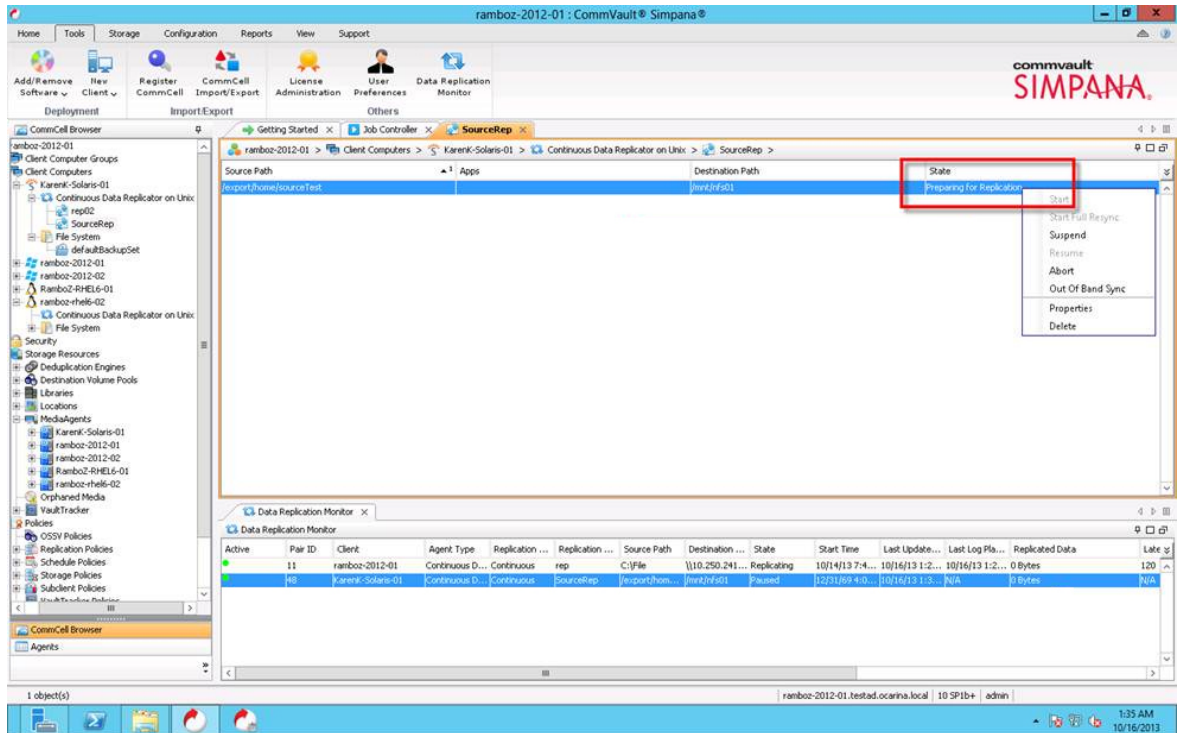 ramboz-2012-01 : CommVault® Simpana®
Home Tools Storage Configuration Reports View Support
Add/Remove Software
New Client
Register CommCell
CommCell Import/Export
License Administration
User Preferences
Data Replication Monitor
Deployment Import/Export Others
commvault
SIMPANA
CommCell Browser
Getting Started Job Controller SourceRep
ramboz-2012-01 > Client Computers > KarenK-Solaris-01 > Continuous Data Replicator on Unix > SourceRep >
Source Path 1 Apps Destination Path State
/export/home/sourceTest /mnt/nfs01 Preparing for Replication
Start
Start Full Resync
Suspend
Resume
Abort
Out Of Band Sync
Properties
Delete
ramboz-2012-01
Client Computer Groups
Client Computers
KarenK-Solaris-01
Continuous Data Replicator on Unix
rep02
SourceRep
File System
defaultBackupSet
ramboz-2012-01
ramboz-2012-02
RamboZ-RHEL6-01
ramboz-rhel6-02
Continuous Data Replicator on Unix
File System
Security
Storage Resources
Deduplication Engines
Destination Volume Pools
Libraries
Locations
MediaAgents
KarenK-Solaris-01
ramboz-2012-01
ramboz-2012-02
RamboZ-RHEL6-01
ramboz-rhel6-02
Orphaned Media
VaultTracker
Policies
OSSV Policies
Replication Policies
Schedule Policies
Storage Policies
Subclient Policies
VaultTracker Policies
CommCell Browser
Agents
Data Replication Monitor
Data Replication Monitor
Active Pair ID Client Agent Type Replication ... Replication ... Source Path Destination ... State Start Time Last Update... Last Log Pla... Replicated Data Late
11 ramboz-2012-01 Continuous D... Continuous rep C:\File \\10.250.241... Replicating 10/14/13 7:4... 10/16/13 1:2... 10/16/13 1:2... 0 Bytes 120
48 KarenK-Solaris-01 Continuous D... Continuous SourceRep /export/hom... /mnt/nfs01 Paused 12/31/69 4:0... 10/16/13 1:3... N/A 0 Bytes N/A
1 object(s) ramboz-2012-01.testad.ocarina.local 10 SP1b+ admin
1:35 AM
10/16/2013